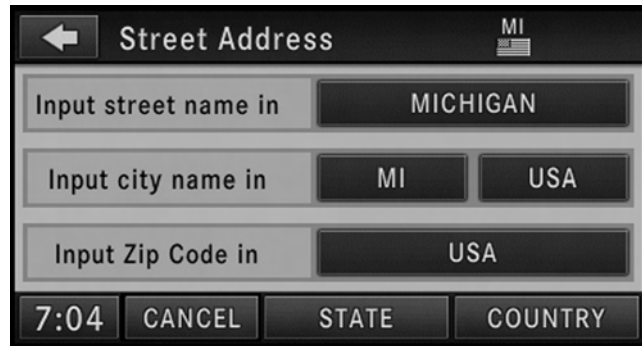 Street Address MI
Input street name in MICHIGAN
Input city name in MI USA
Input Zip Code in USA
7:04 CANCEL STATE COUNTRY